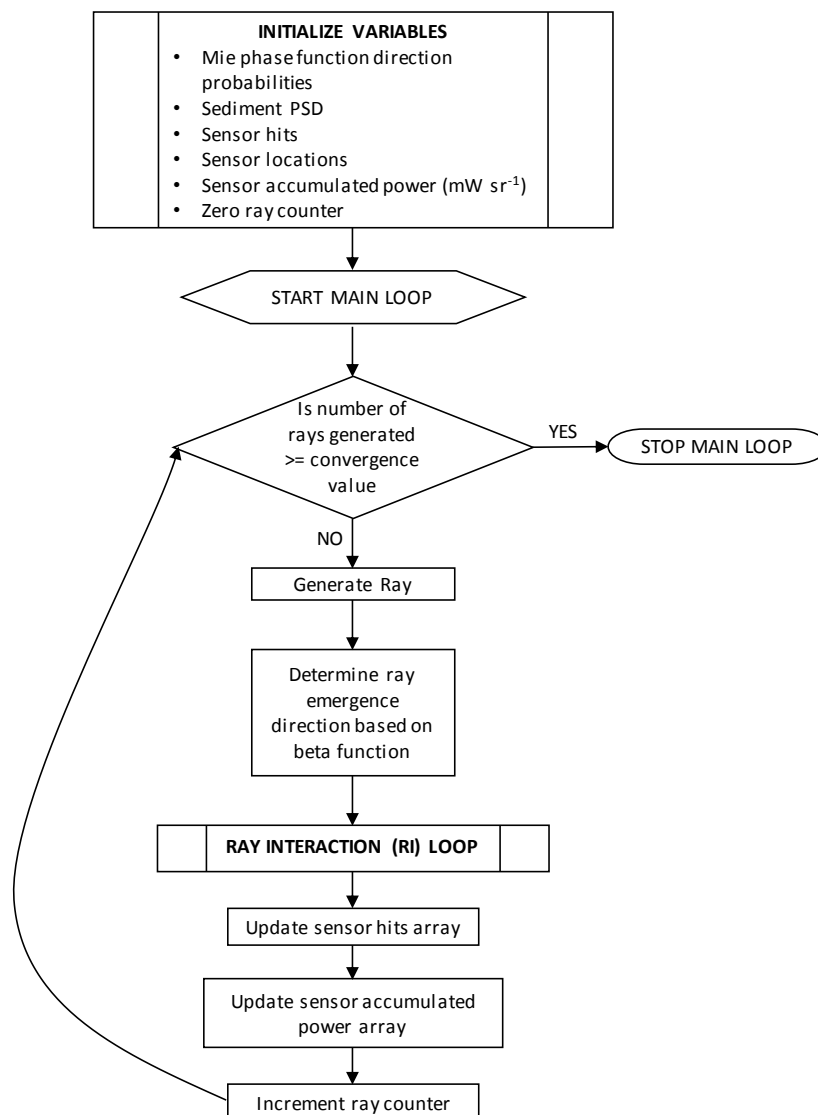 INITIALIZE VARIABLES
• Mie phase function direction
probabilities
• Sediment PSD
• Sensor hits
• Sensor locations
• Sensor accumulated power (mW sr⁻¹)
• Zero ray counter
START MAIN LOOP
Is number of
rays generated
>= convergence
value
YES
STOP MAIN LOOP
NO
Generate Ray
Determine ray
emergence
direction based on
beta function
RAY INTERACTION (RI) LOOP
Update sensor hits array
Update sensor accumulated
power array
Increment ray counter